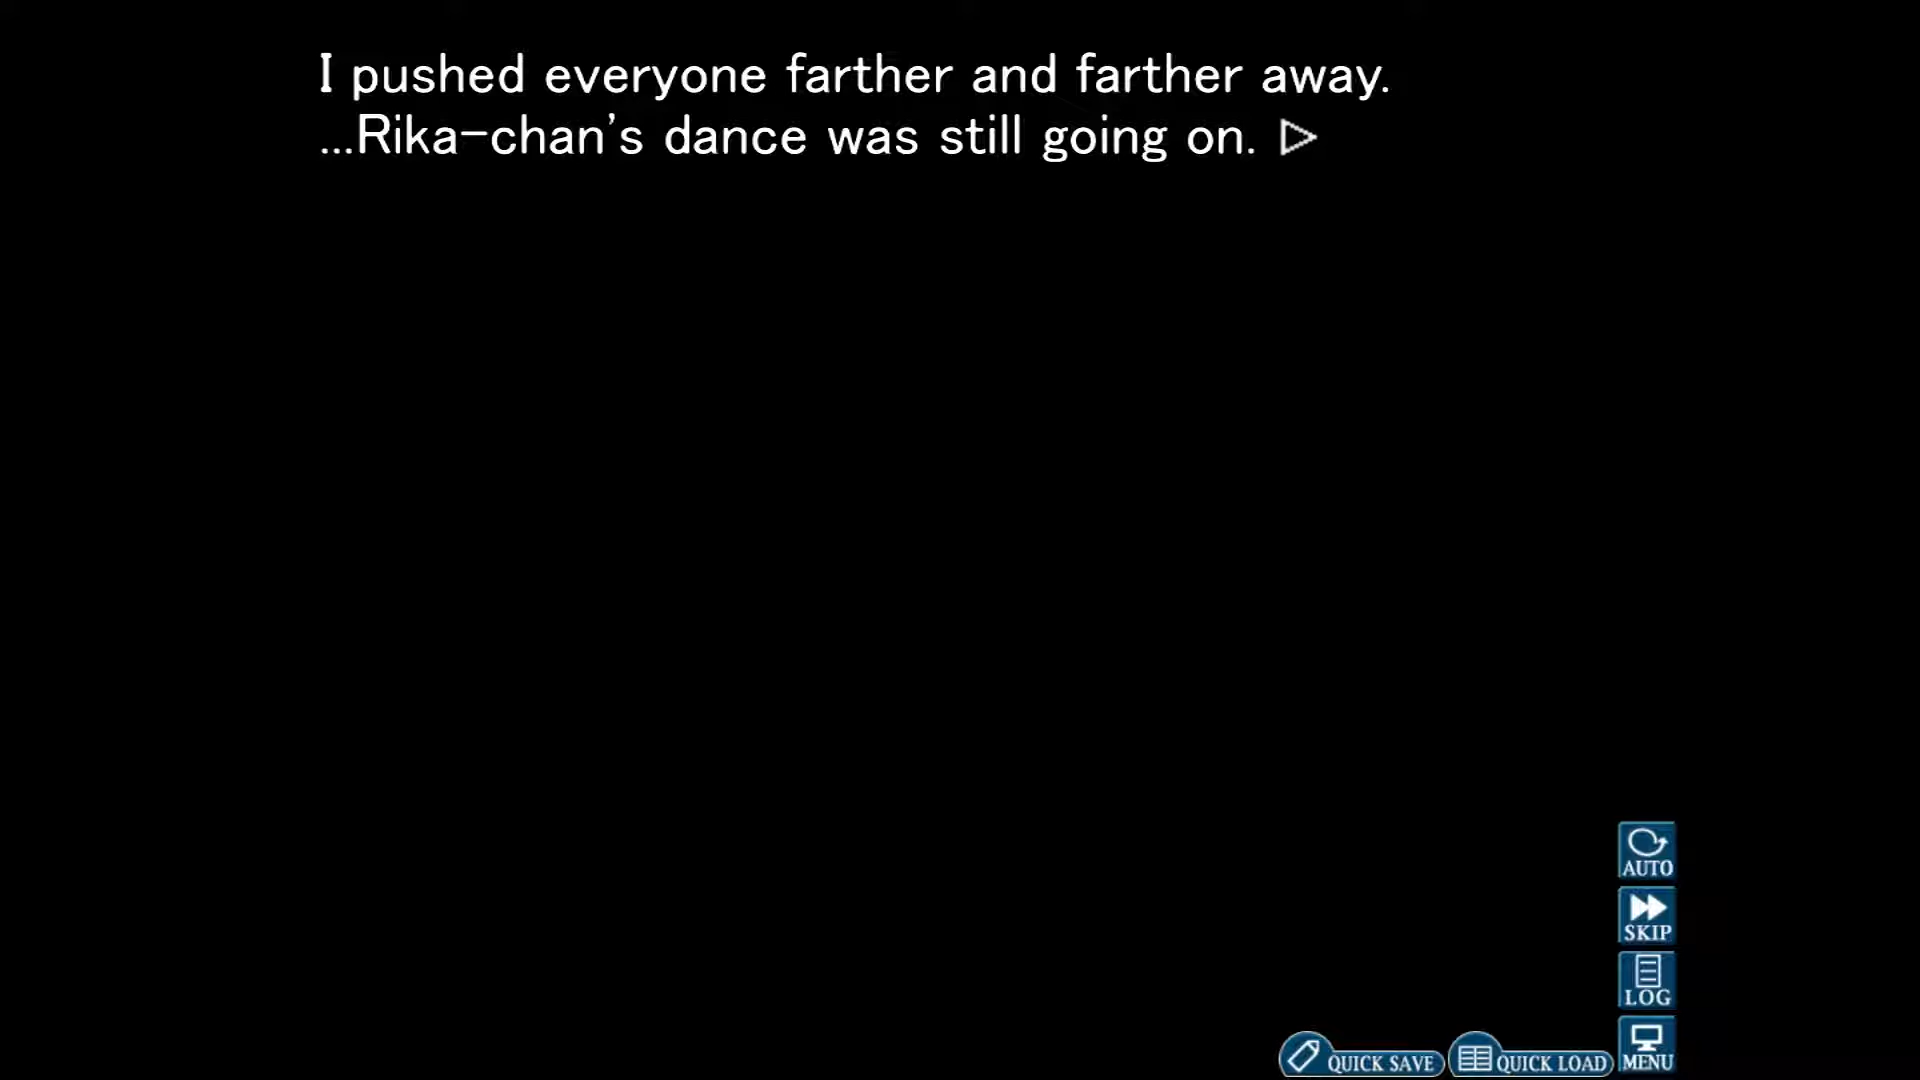 I pushed everyone farther and farther away.
...Rika-chan's dance was still going on.
AUTO
SKIP
LOG
MENU
QUICK SAVE
QUICK LOAD